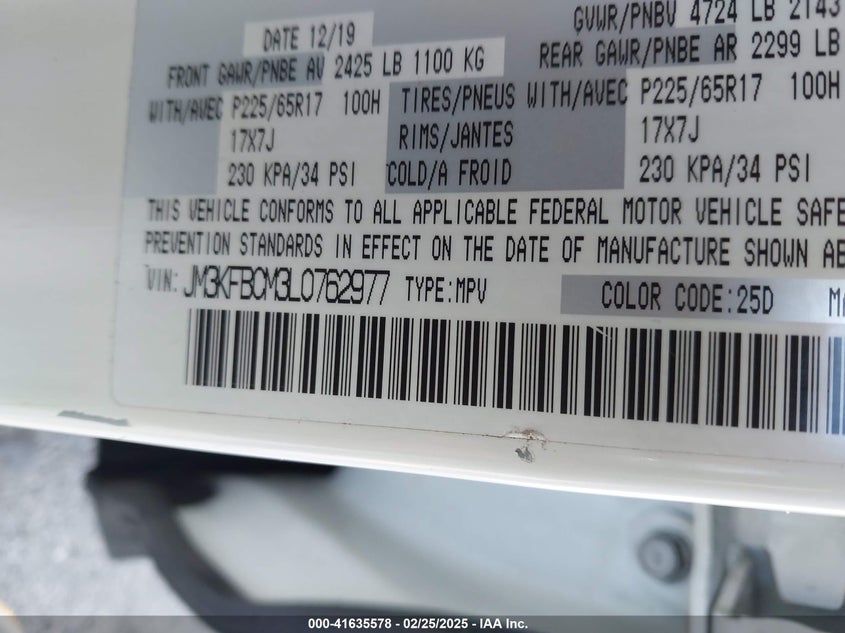 DATE 12/19
GVWR/PNBV 4724 LB 2143
FRONT GAWR/PNBE AV 2425 LB 1100 KG
REAR GAWR/PNBE AR 2299 LB
WITH/AVEC P225/65R17 100H TIRES/PNEUS WITH/AVEC P225/65R17 100H
17X7J RIMS/JANTES 17X7J
230 KPA/34 PSI COLD/A FROID 230 KPA/34 PSI
THIS VEHICLE CONFORMS TO ALL APPLICABLE FEDERAL MOTOR VEHICLE SAFE
PREVENTION STANDARDS IN EFFECT ON THE DATE OF MANUFACTURE SHOWN AB
VIN: JM3KFBCM3L0762977 TYPE:MPV COLOR CODE:25D MA
000-41635578 - 02/25/2025 - IAA Inc.